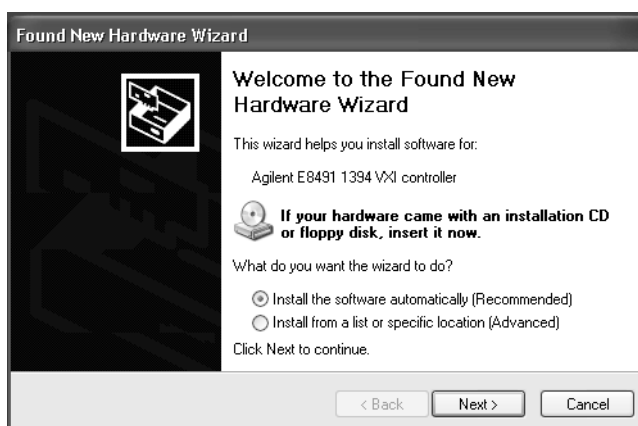 Found New Hardware Wizard
Welcome to the Found New
Hardware Wizard
This wizard helps you install software for:
Agilent E8491 1394 VXI controller
If your hardware came with an installation CD
or floppy disk, insert it now.
What do you want the wizard to do?
Install the software automatically (Recommended)
Install from a list or specific location (Advanced)
Click Next to continue.
< Back
Next >
Cancel